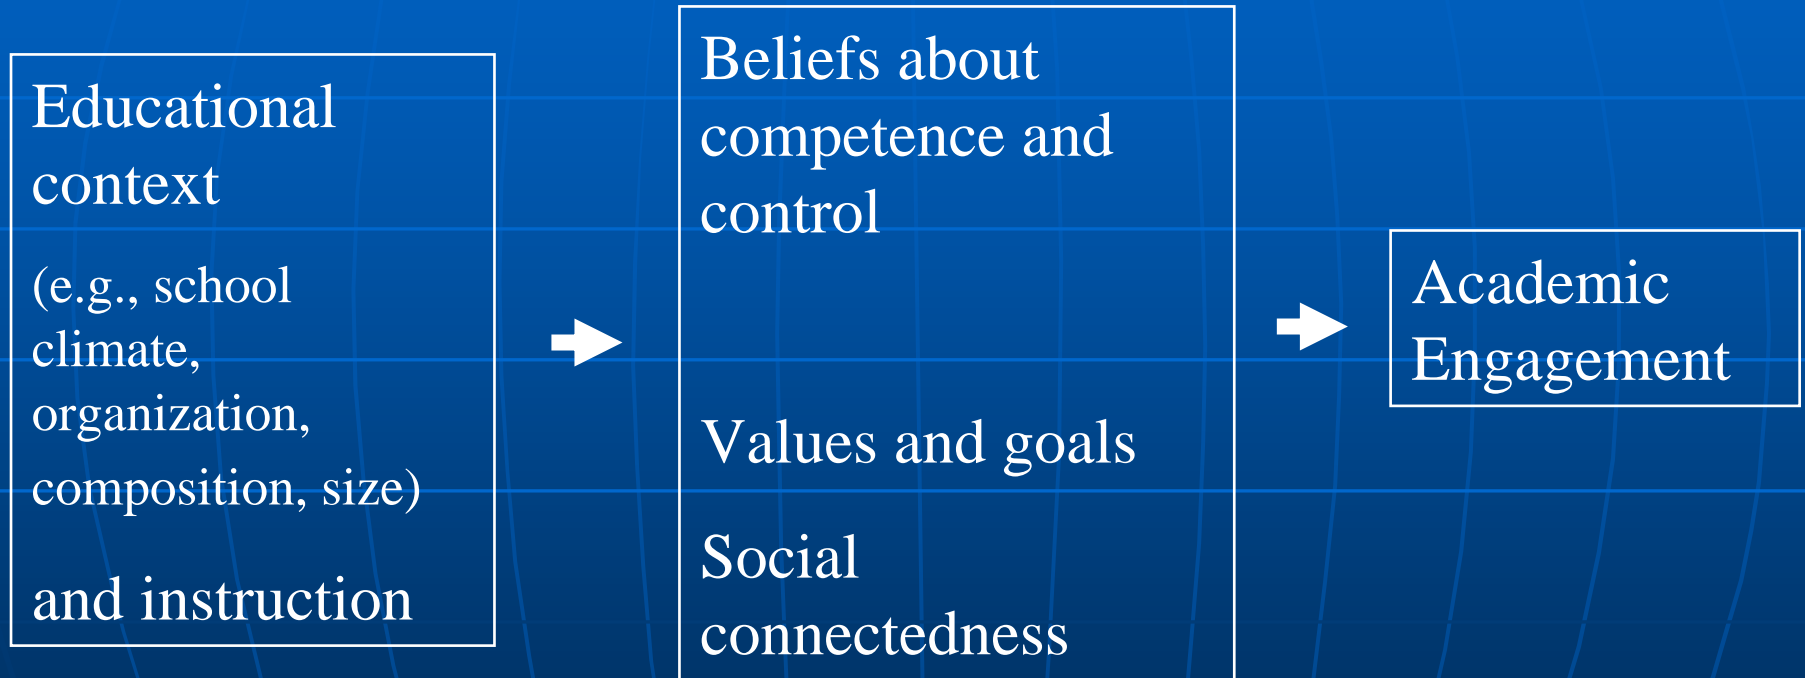 Educational
context
(e.g., school
climate,
organization,
composition, size)
and instruction
Beliefs about
competence and
control
Values and goals
Social
connectedness
Academic
Engagement